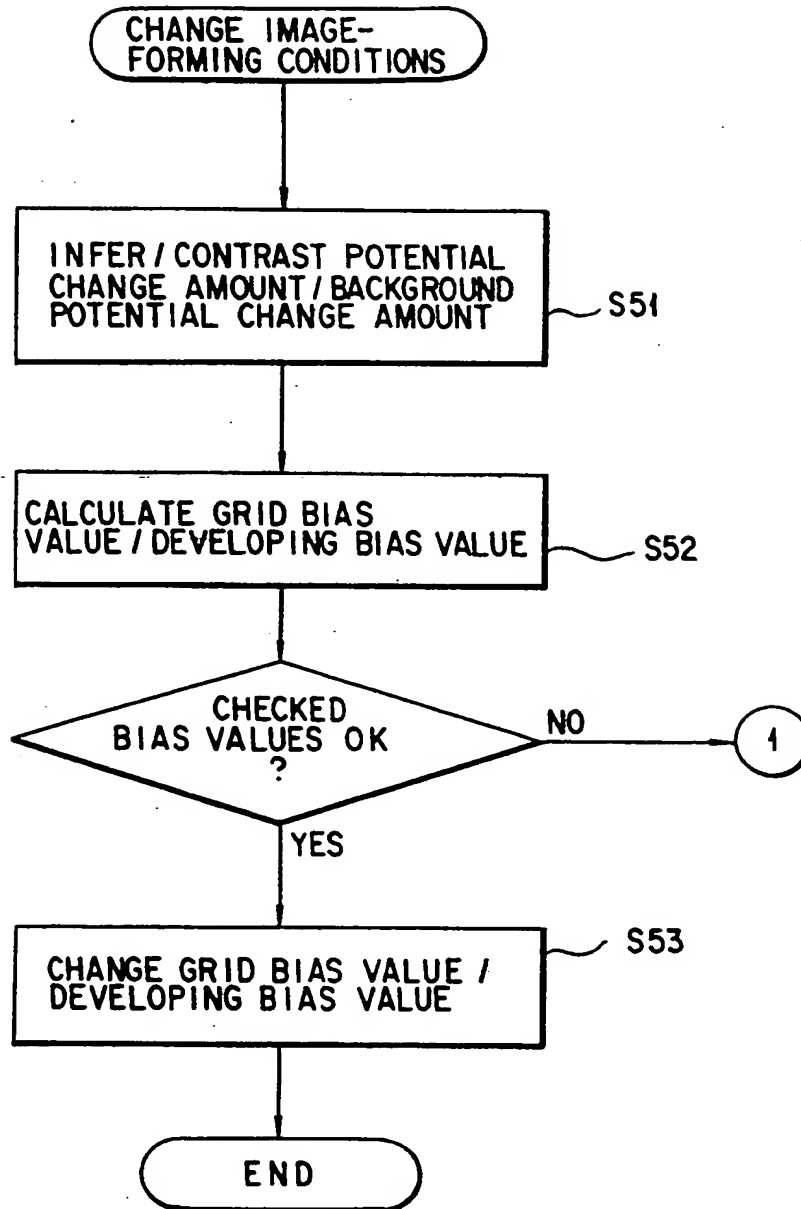 CHANGE IMAGE-
FORMING CONDITIONS
INFER / CONTRAST POTENTIAL
CHANGE AMOUNT / BACKGROUND
POTENTIAL CHANGE AMOUNT
S51
CALCULATE GRID BIAS
VALUE / DEVELOPING BIAS VALUE
S52
CHECKED
BIAS VALUES OK
?
NO
1
YES
S53
CHANGE GRID BIAS VALUE /
DEVELOPING BIAS VALUE
END